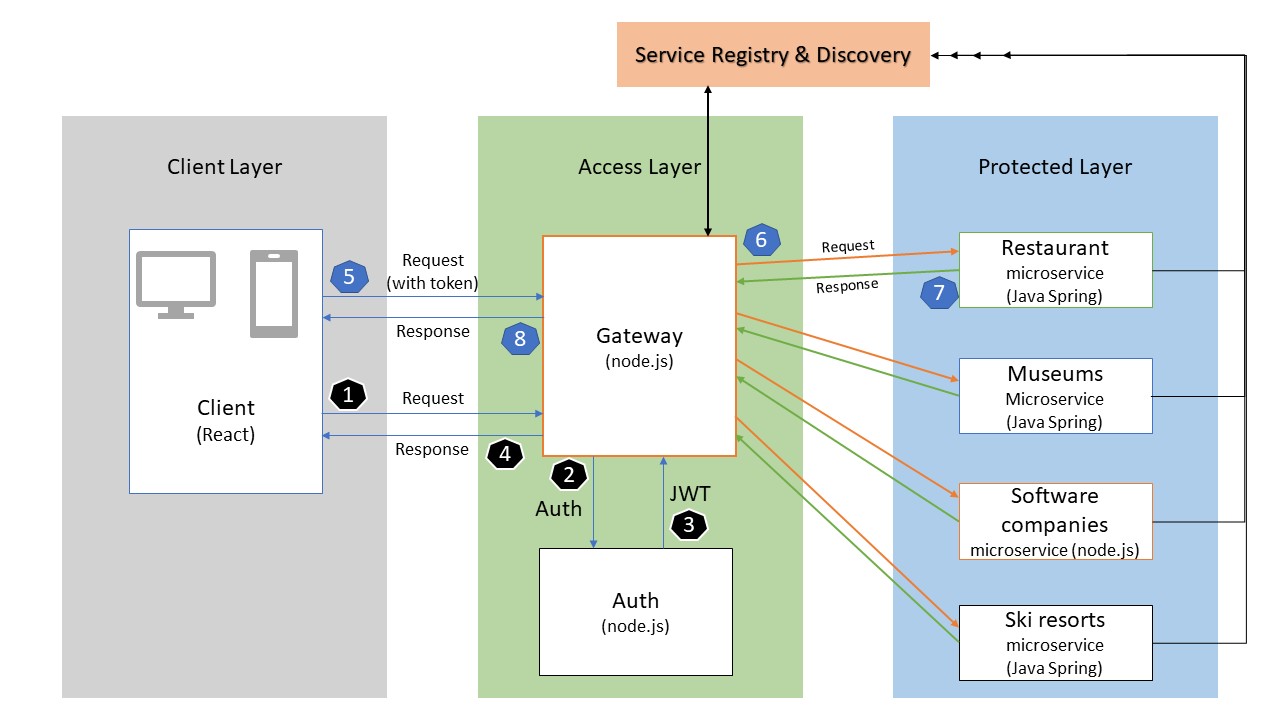 Service Registry & Discovery
Client Layer
Access Layer
Protected Layer
5
Request
(with token)
Response
8
1
Request
Response
4
Client
(React)
Gateway
(node.js)
2
Auth
JWT
3
Auth
(node.js)
6
Request
Response
7
Restaurant
microservice
(Java Spring)
Museums
Microservice
(Java Spring)
Software
companies
microservice (node.js)
Ski resorts
microservice
(Java Spring)